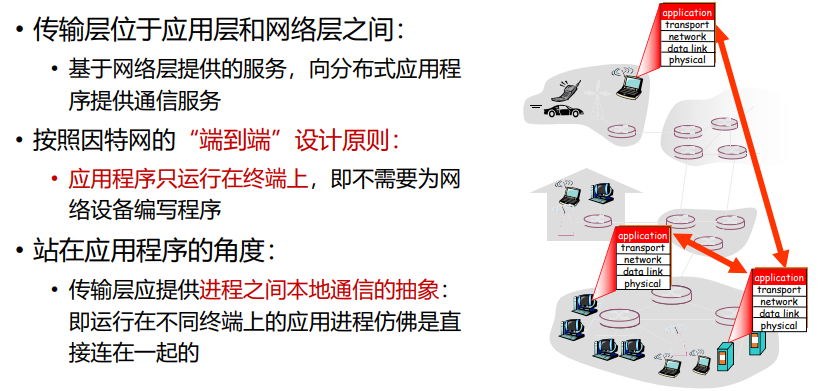 • 传输层位于应用层和网络层之间：
• 基于网络层提供的服务，向分布式应用程
序提供通信服务
• 按照因特网的“端到端”设计原则：
• 应用程序只运行在终端上，即不需要为网
络设备编写程序
• 站在应用程序的角度：
• 传输层应提供进程之间本地通信的抽象：
即运行在不同终端上的应用进程仿佛是直
接连在一起的
application
transport
network
data link
physical
application
transport
network
data link
physical
application
transport
network
data link
physical